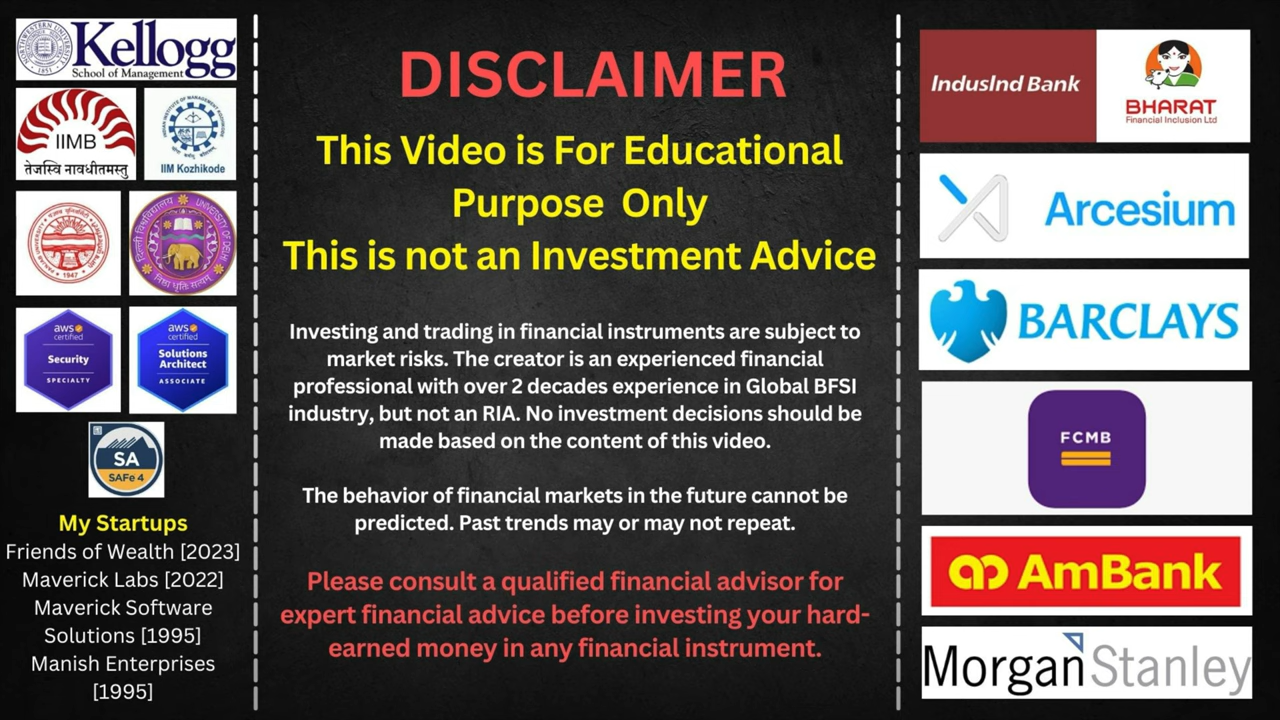 Kellogg
School of Management
IIMB
तेजस्वि नावधीतमस्तु
IIM Kozhikode
1947
UNIVERSITY OF DELHI
दिल्ली विश्वविद्यालय
aws
certified
Security
SPECIALTY
aws
certified
Solutions
Architect
ASSOCIATE
SA
SAFe 4
My Startups
Friends of Wealth [2023]
Maverick Labs [2022]
Maverick Software
Solutions [1995]
Manish Enterprises
[1995]
DISCLAIMER
This Video is For Educational
Purpose Only
This is not an Investment Advice
Investing and trading in financial instruments are subject to
market risks. The creator is an experienced financial
professional with over 2 decades experience in Global BFSI
industry, but not an RIA. No investment decisions should be
made based on the content of this video.
The behavior of financial markets in the future cannot be
predicted. Past trends may or may not repeat.
Please consult a qualified financial advisor for
expert financial advice before investing your hard-
earned money in any financial instrument.
IndusInd Bank
BHARAT
Financial Inclusion Ltd
Arcesium
BARCLAYS
FCMB
AmBank
Morgan Stanley